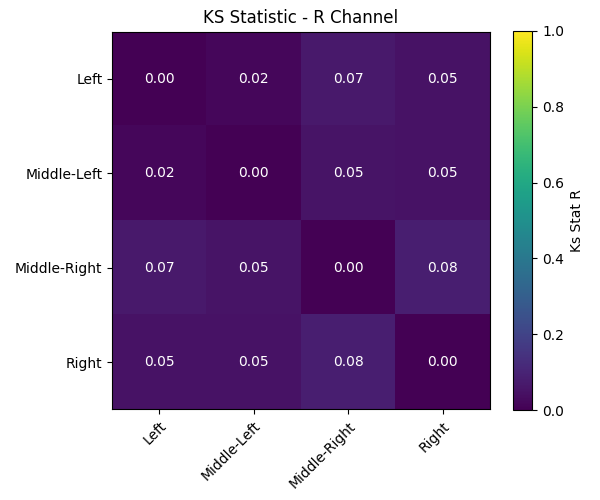 KS Statistic - R Channel
Left 0.00 0.02 0.07 0.05
Middle-Left 0.02 0.00 0.05 0.05
Middle-Right 0.07 0.05 0.00 0.08
Right 0.05 0.05 0.08 0.00
Left Middle-Left Middle-Right Right
1.0
0.8
0.6
0.4
0.2
0.0
Ks Stat R